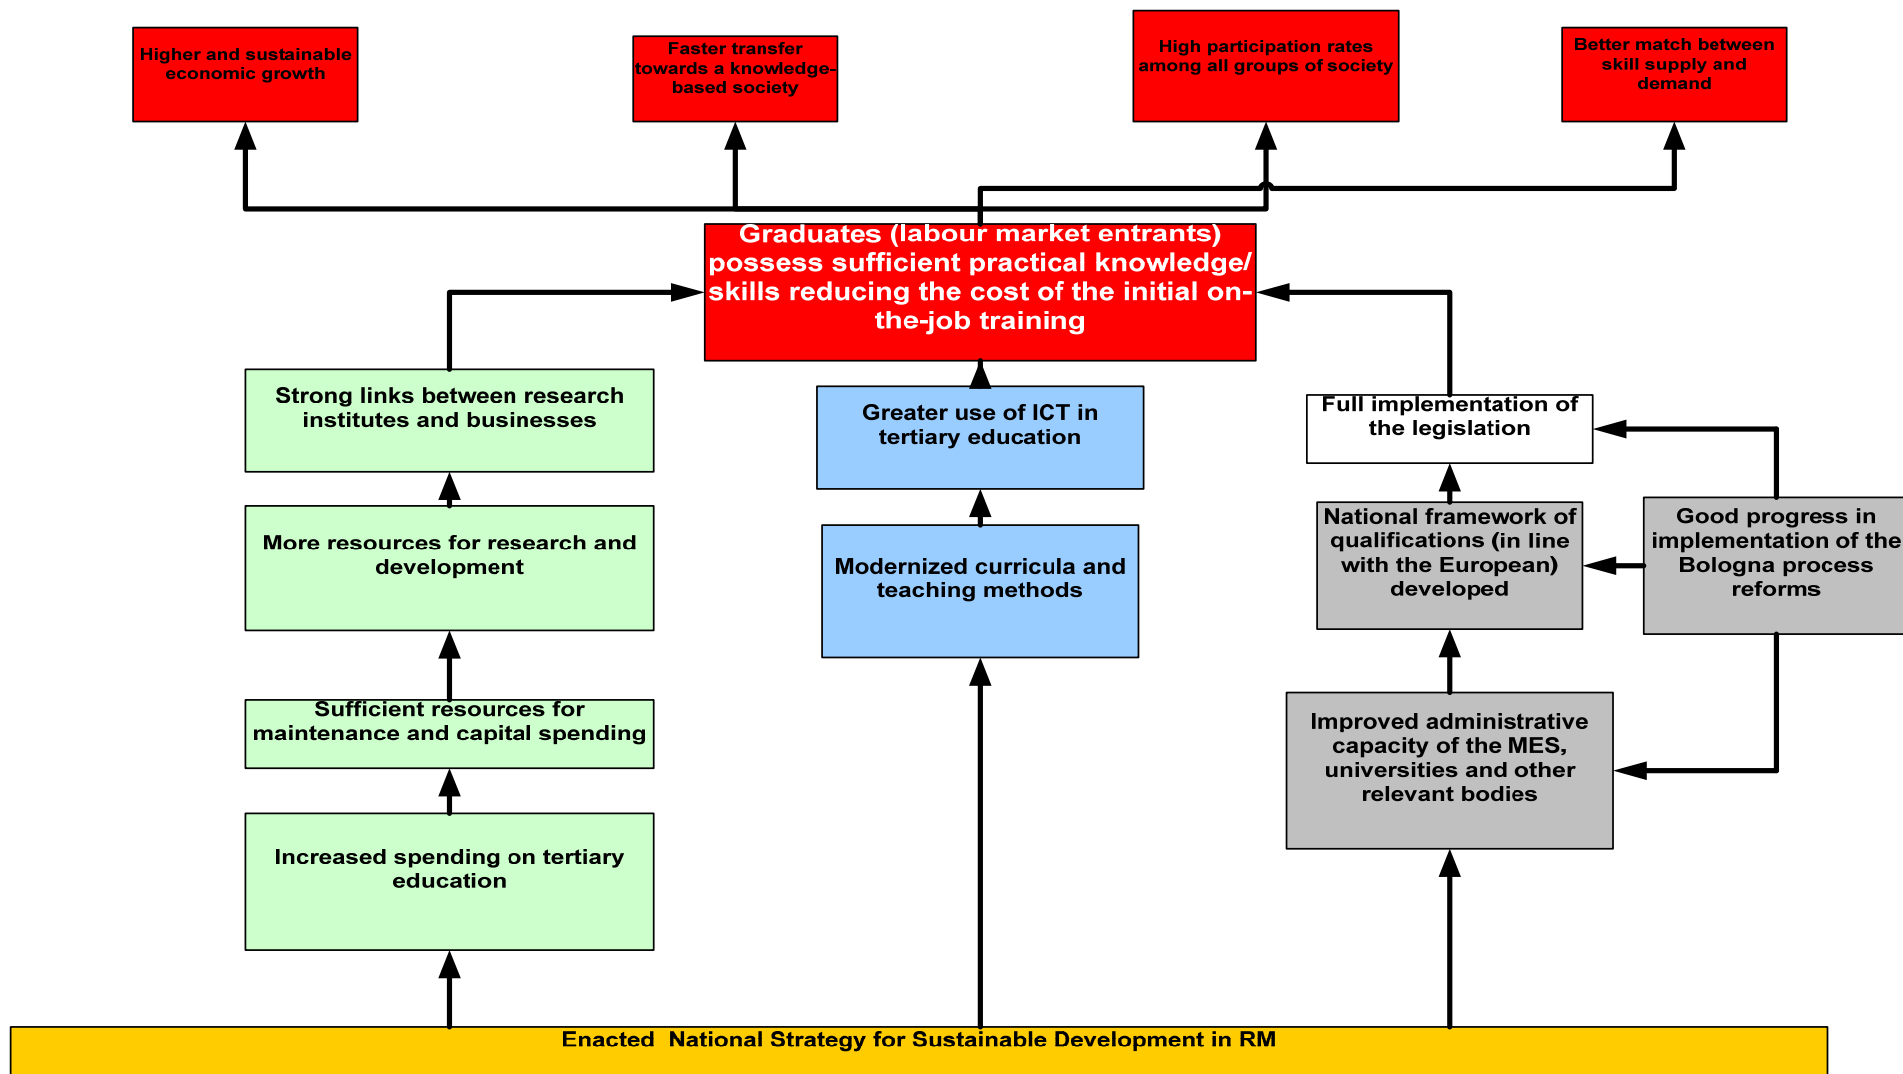 Higher and sustainable
economic growth
Faster transfer
towards a knowledge-
based society
High participation rates
among all groups of society
Better match between
skill supply and
demand
Graduates (labour market entrants)
possess sufficient practical knowledge/
skills reducing the cost of the initial on-
the-job training
Strong links between research
institutes and businesses
Greater use of ICT in
tertiary education
Full implementation of
the legislation
More resources for research and
development
Modernized curricula and
teaching methods
National framework of
qualifications (in line
with the European)
developed
Good progress in
implementation of the
Bologna process
reforms
Sufficient resources for
maintenance and capital spending
Improved administrative
capacity of the MES,
universities and other
relevant bodies
Increased spending on tertiary
education
Enacted  National Strategy for Sustainable Development in RM